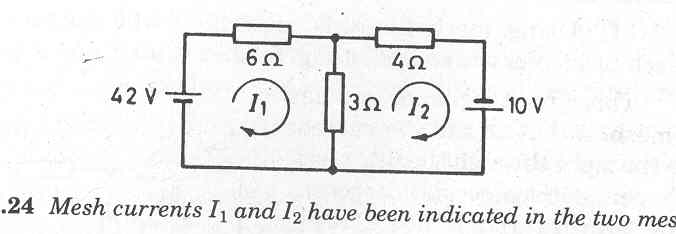 6Ω 4Ω
42 V I1 3Ω I2 10 V
.24 Mesh currents I1 and I2 have been indicated in the two mes